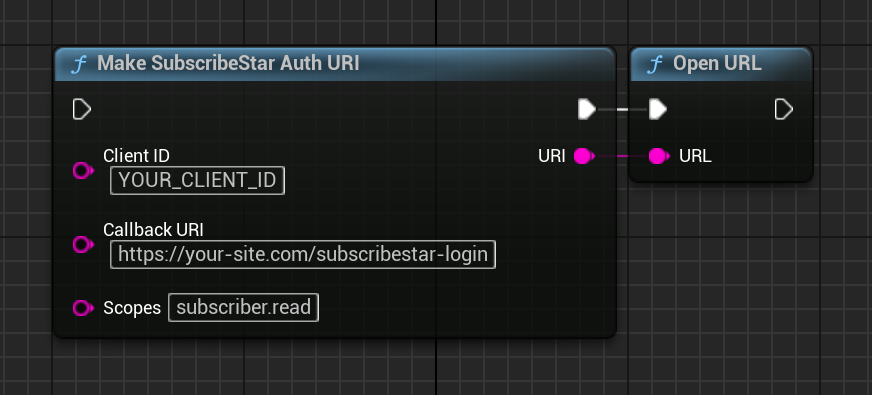 Make SubscribeStar Auth URI
Open URL
Client ID
YOUR_CLIENT_ID
URI
URL
Callback URI
https://your-site.com/subscribestar-login
Scopes subscriber.read